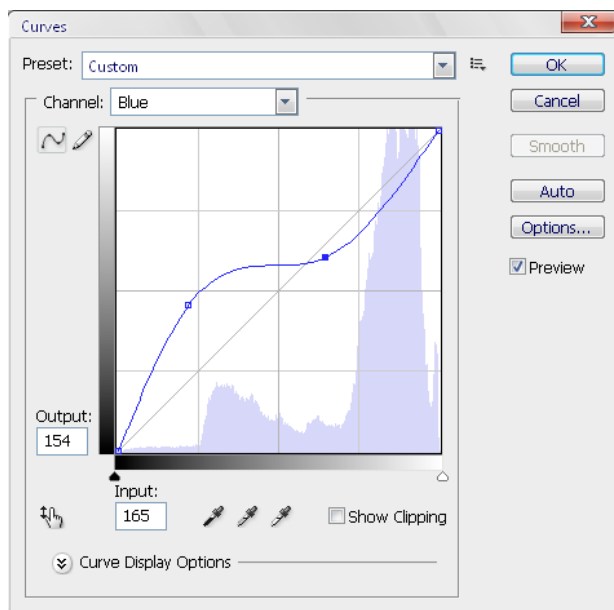 Curves
Preset: Custom
OK
Channel: Blue
Cancel
Smooth
Auto
Options...
Preview
Output:
154
Input:
165
Show Clipping
Curve Display Options